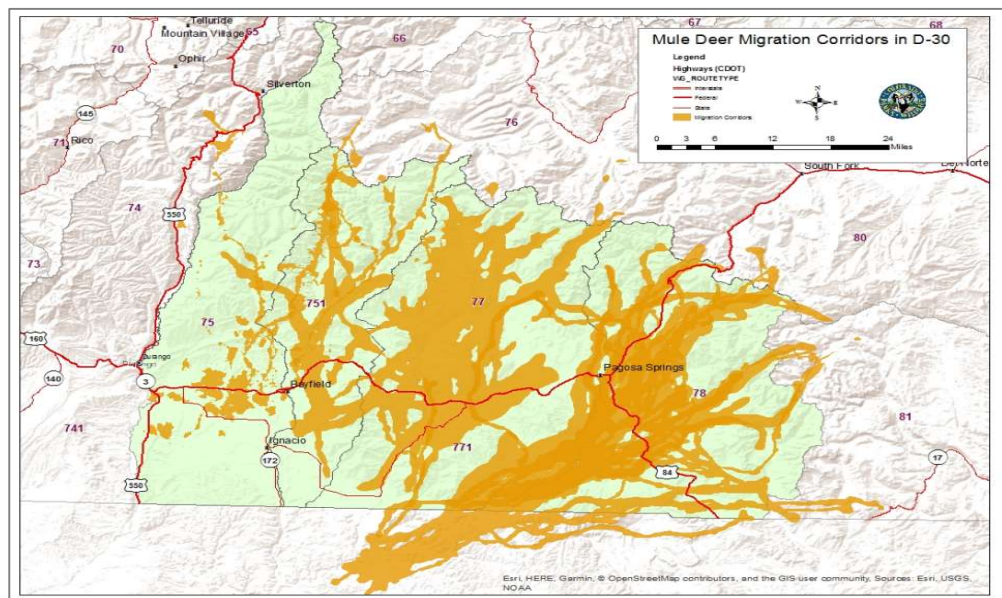 Mule Deer Migration Corridors in D-30
Legend
Highways (CDOT)
VVG_ROUTETYPE
Interstate
Federal
State
Migration Corridors
N
W E
S
0 3 6 12 18 24
Miles
Telluride
Mountain Village
65
66
67
68
70
Ophir
Silverton
145
71
Rico
76
South Fork
Del Norte
74
550
73
80
77
751
75
160
Durango
Pagosa Springs
140
3
Bayfield
78
741
81
Ignacio
771
172
17
550
84
Esri, HERE, Garmin, © OpenStreetMap contributors, and the GIS user community, Sources: Esri, USGS,
NOAA